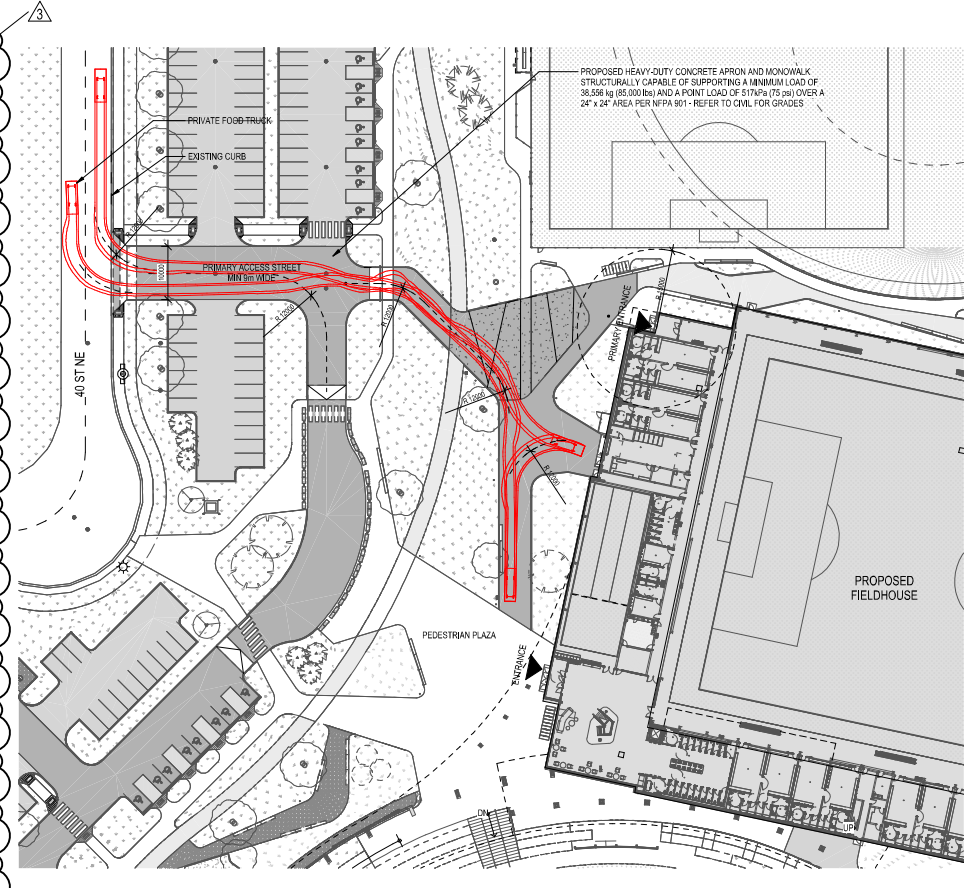 3
PROPOSED HEAVY-DUTY CONCRETE APRON AND MONOWALK
STRUCTURALLY CAPABLE OF SUPPORTING A MINIMUM LOAD OF
38,556 kg (85,000 lbs) AND A POINT LOAD OF 517kPa (75 psi) OVER A
24" x 24" AREA PER NFPA 901 - REFER TO CIVIL FOR GRADES
PRIVATE FOOD TRUCK
EXISTING CURB
R 12000
PRIMARY ACCESS STREET
MIN 9m WIDE
10000
R 12000
R 12000
PRIMARY ENTRANCE
40 ST NE
R 12000
R 12000
PROPOSED
FIELDHOUSE
PEDESTRIAN PLAZA
ENTRANCE
DN
UP